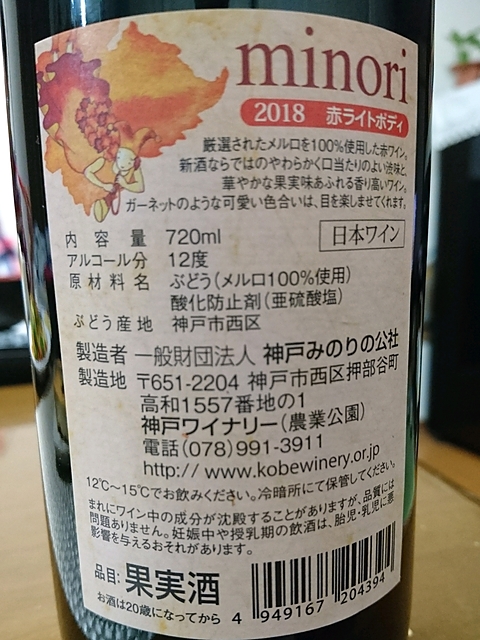 minori
2018 赤ライトボディ
厳選されたメルロを100%使用した赤ワイン。
新酒ならではのやわらかく口当たりのよい渋味と、
華やかな果実味あふれる香り高いワイン。
ガーネットのような可愛い色合いは、目を楽しませてくれます。
内容量 720ml 日本ワイン
アルコール分 12度
原材料名 ぶどう(メルロ100%使用)
酸化防止剤(亜硫酸塩)
ぶどう産地 神戸市西区
製造者 一般財団法人 神戸みのりの公社
製造地 〒651-2204 神戸市西区押部谷町
高和1557番地の1
神戸ワイナリー(農業公園)
電話(078)991-3911
http://www.kobewinery.or.jp
12℃~15℃でお飲みください。冷暗所にて保管してください。
まれにワイン中の成分が沈殿することがありますが、品質には
問題ありません。妊娠中や授乳期の飲酒は、胎児・乳児に悪
影響を与えるおそれがあります。
品目:果実酒
お酒は20歳になってから
4 949167 204394